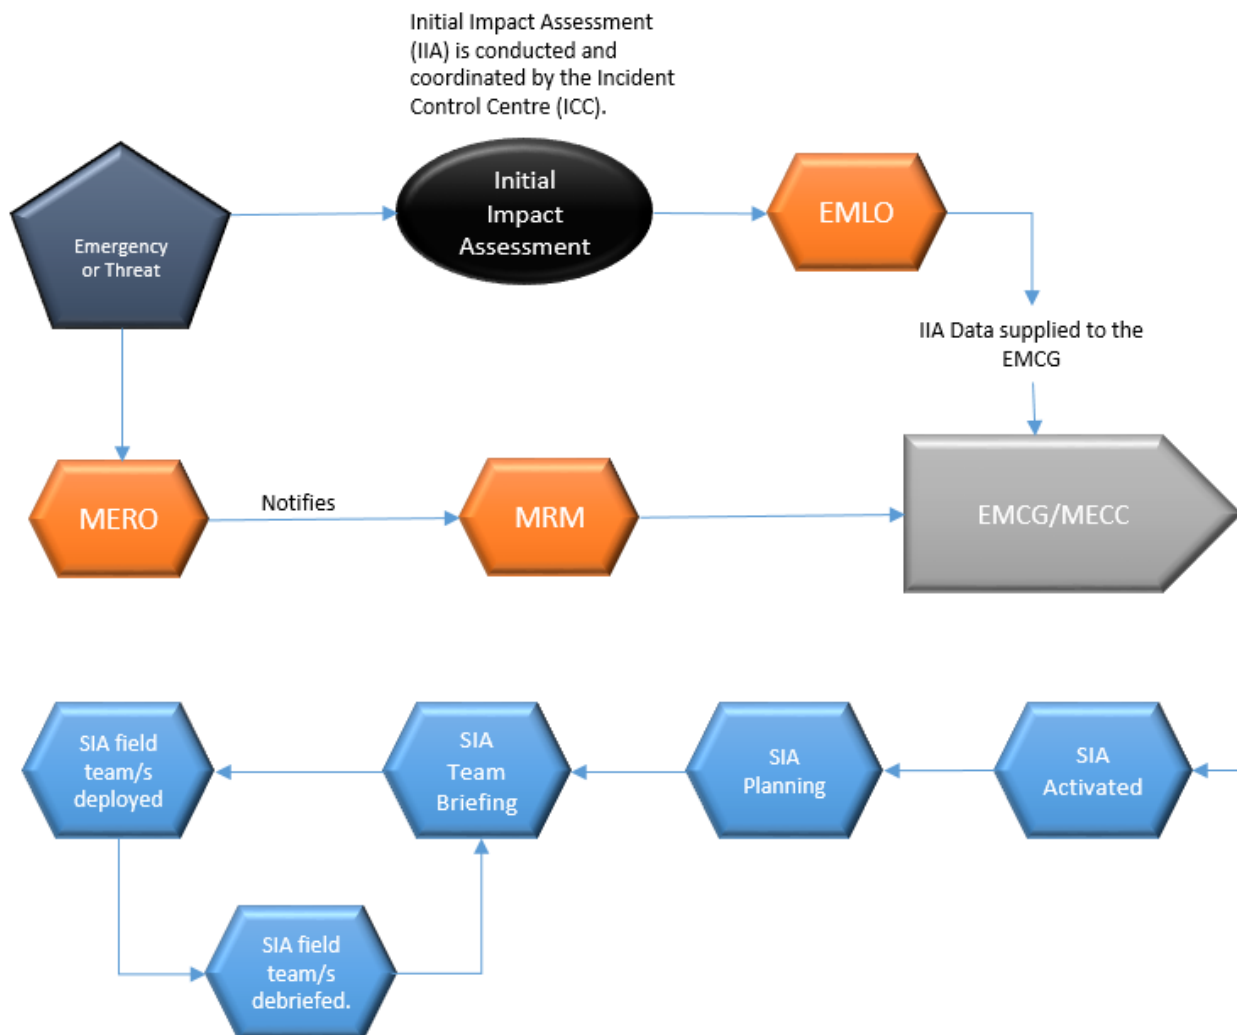 Initial Impact Assessment
(IIA) is conducted and
coordinated by the Incident
Control Centre (ICC).
Emergency
or Threat
Initial
Impact
Assessment
EMLO
IIA Data supplied to the
EMCG
MERO
Notifies
MRM
EMCG/MECC
SIA field
team/s
deployed
SIA
Team
Briefing
SIA
Planning
SIA
Activated
SIA field
team/s
debriefed.